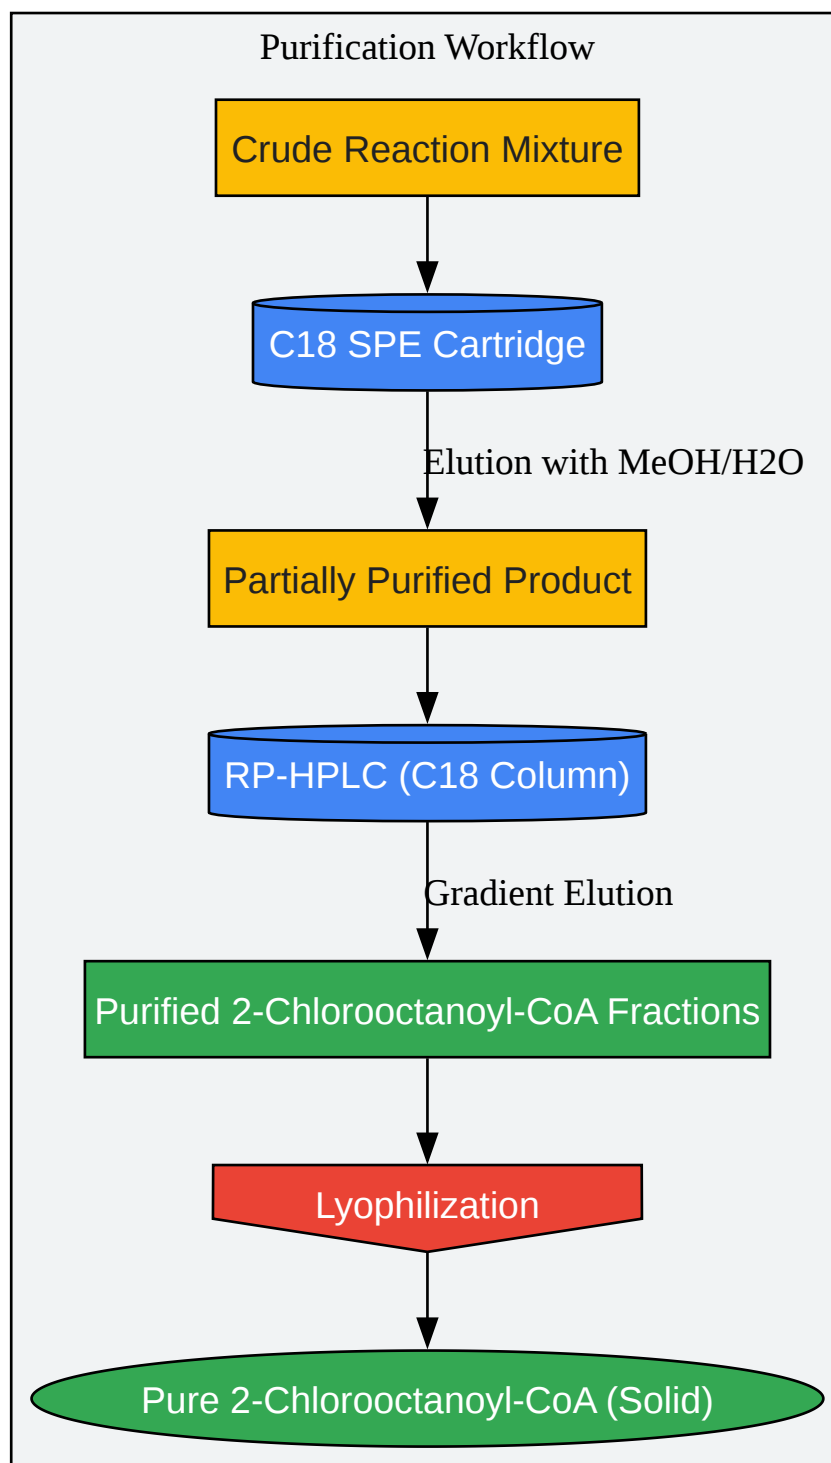 Purification Workflow
Crude Reaction Mixture
C18 SPE Cartridge
Elution with MeOH/H2O
Partially Purified Product
RP-HPLC (C18 Column)
Gradient Elution
Purified 2-Chlorooctanoyl-CoA Fractions
Lyophilization
Pure 2-Chlorooctanoyl-CoA (Solid)